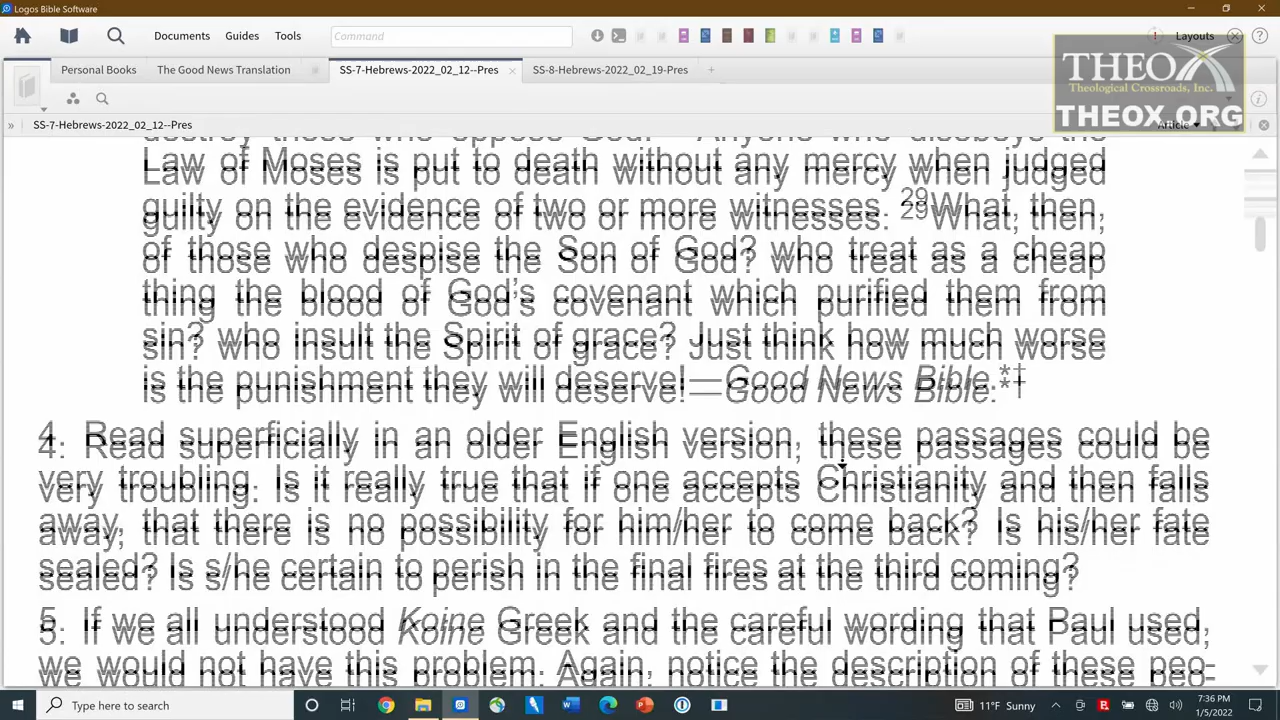 Logos Bible Software
Documents Guides Tools Command Layouts
Personal Books The Good News Translation SS-7-Hebrews-2022_02_12--Pres SS-8-Hebrews-2022_02_19-Pres
THEOX
Theological Crossroads, Inc.
THEOX.ORG
SS-7-Hebrews-2022_02_12--Pres Article
destroy those who oppose God! Anyone who disobeys the
Law of Moses is put to death without any mercy when judged
guilty on the evidence of two or more witnesses. 29What, then,
of those who despise the Son of God? who treat as a cheap
thing the blood of God's covenant which purified them from
sin? who insult the Spirit of grace? Just think how much worse
is the punishment they will deserve!—Good News Bible.*†
4. Read superficially in an older English version, these passages could be
very troubling. Is it really true that if one accepts Christianity and then falls
away, that there is no possibility for him/her to come back? Is his/her fate
sealed? Is s/he certain to perish in the final fires at the third coming?
5. If we all understood Koine Greek and the careful wording that Paul used,
we would not have this problem. Again, notice the description of these peo-
Type here to search
11°F Sunny
7:36 PM
1/5/2022